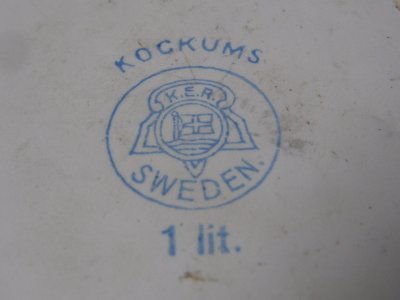 KOCKUMS
K.E.R.
SWEDEN.
1 lit.